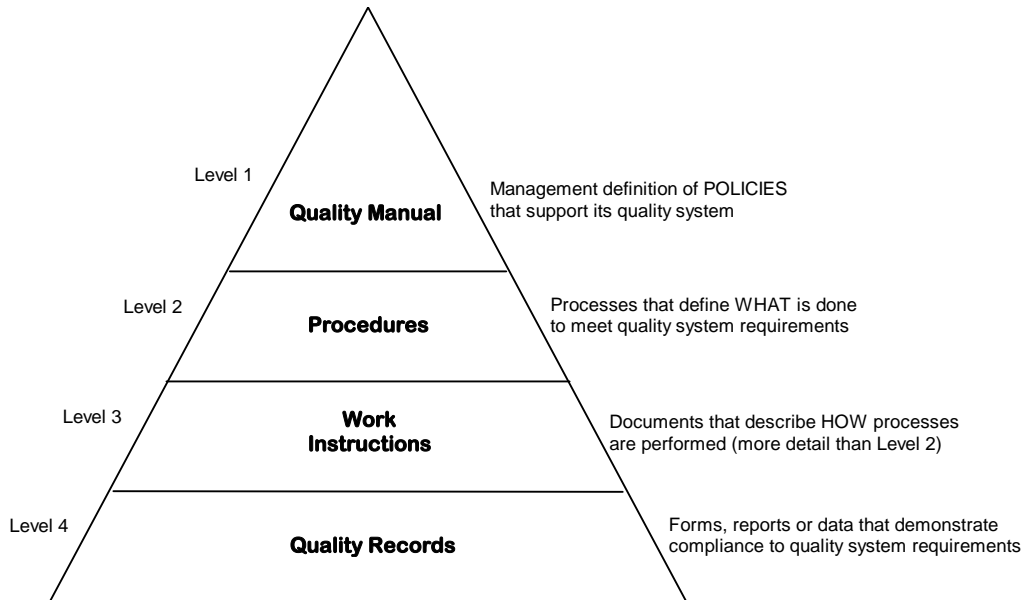 Level 1
Quality Manual
Management definition of POLICIES
that support its quality system
Level 2
Procedures
Processes that define WHAT is done
to meet quality system requirements
Level 3
Work
Instructions
Documents that describe HOW processes
are performed (more detail than Level 2)
Level 4
Quality Records
Forms, reports or data that demonstrate
compliance to quality system requirements